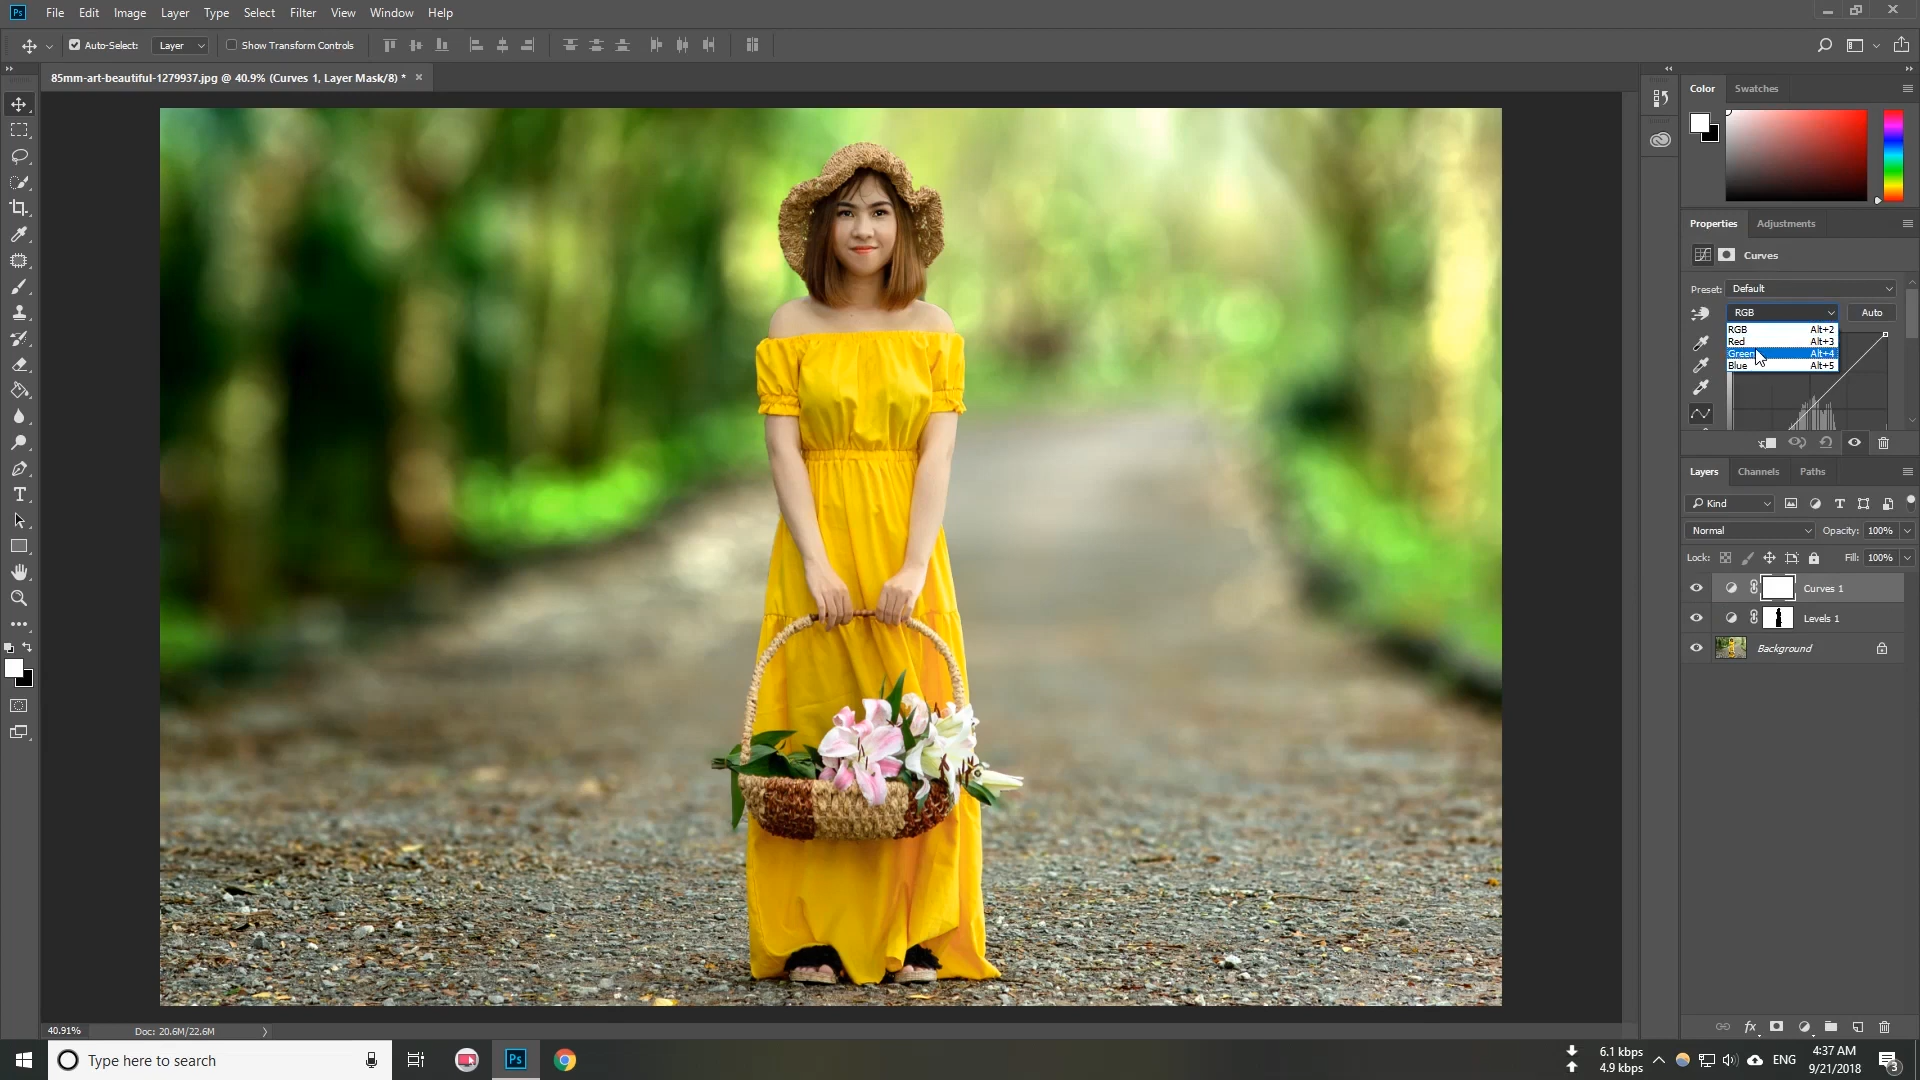 Ps File Edit Image Layer Type Select Filter View Window Help
Auto-Select: Layer Show Transform Controls
85mm-art-beautiful-1279937.jpg @ 40.9% (Curves 1, Layer Mask/8) * ×
Color Swatches
Properties Adjustments
Curves
Preset: Default
RGB Auto
RGB Alt+2
Red Alt+3
Green Alt+4
Blue Alt+5
Layers Channels Paths
Kind
Normal Opacity: 100%
Lock: Fill: 100%
Curves 1
Levels 1
Background
fx
40.91% Doc: 20.6M/22.6M
Type here to search
Ps
6.1 kbps
4.9 kbps
ENG
4:37 AM
9/21/2018
3